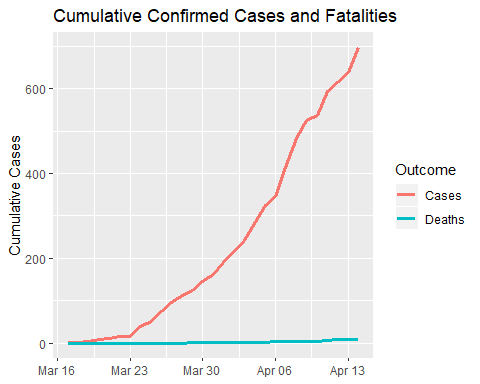 Cumulative Confirmed Cases and Fatalities
Cumulative Cases
600
400
200
0
Mar 16
Mar 23
Mar 30
Apr 06
Apr 13
Outcome
Cases
Deaths